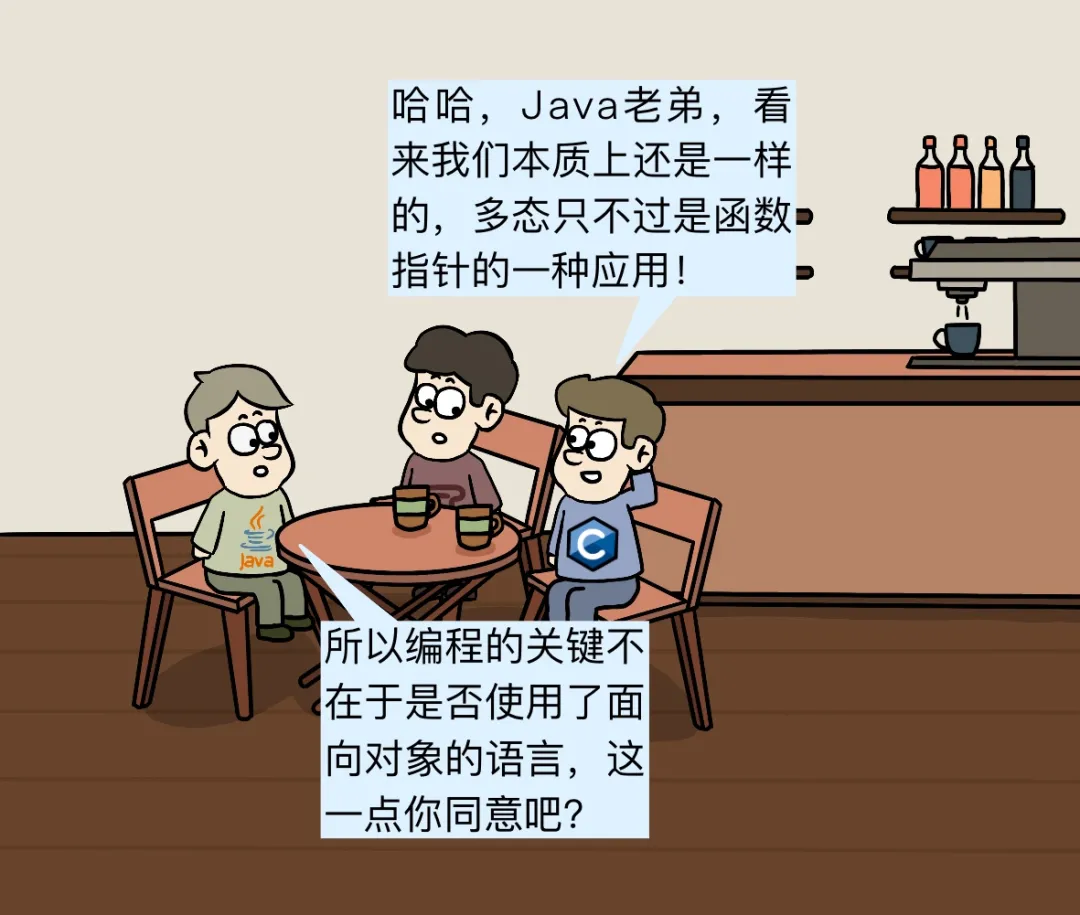 哈哈，Java老弟，看
来我们本质上还是一样
的，多态只不过是函数
指针的一种应用！
Java
C
所以编程的关键不
在于是否使用了面
向对象的语言，这
一点你同意吧？